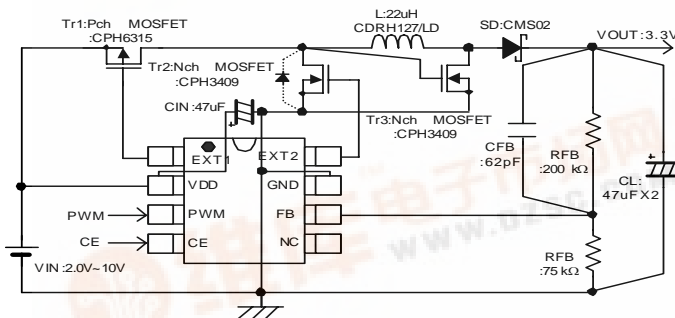 Tr1:Pch MOSFET
:CPH6315
L:22uH
CDRH127/LD
SD:CMS02
VOUT:3.3V
Tr2:Nch MOSFET
:CPH3409
CIN:47uF
Tr3:Nch MOSFET
:CPH3409
CFB
:62pF
RFB
:200 kΩ
CL:
47uFX2
EXT1
EXT2
VDD
GND
PWM
PWM
FB
CE
CE
NC
VIN:2.0V~10V
RFB
:75kΩ